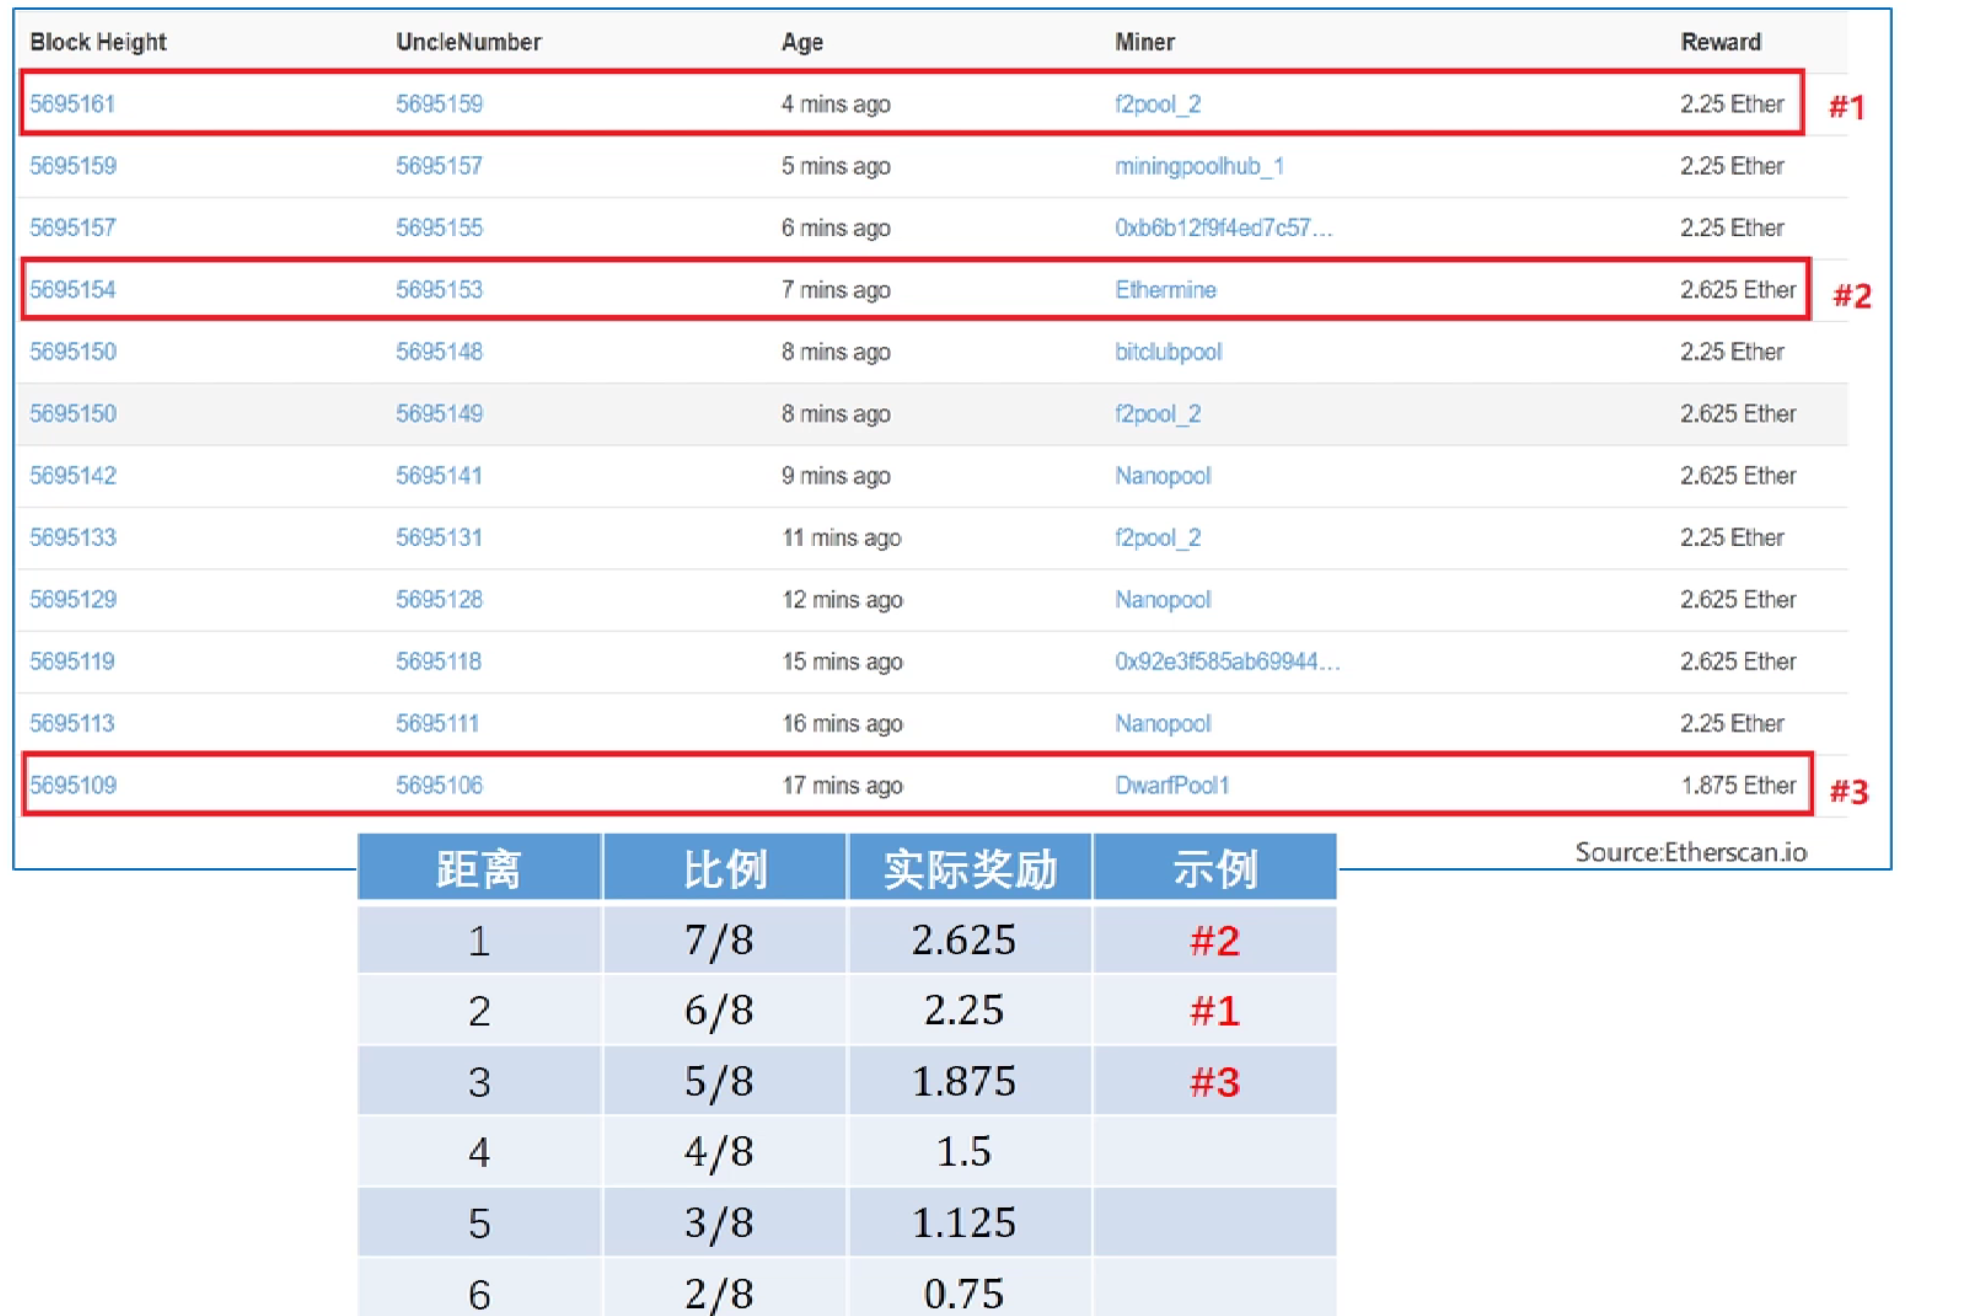 Block Height UncleNumber Age Miner Reward
5695161 5695159 4 mins ago f2pool_2 2.25 Ether #1
5695159 5695157 5 mins ago miningpoolhub_1 2.25 Ether
5695157 5695155 6 mins ago 0xb6b12f9f4ed7c57... 2.25 Ether
5695154 5695153 7 mins ago Ethermine 2.625 Ether #2
5695150 5695148 8 mins ago bitclubpool 2.25 Ether
5695150 5695149 8 mins ago f2pool_2 2.625 Ether
5695142 5695141 9 mins ago Nanopool 2.625 Ether
5695133 5695131 11 mins ago f2pool_2 2.25 Ether
5695129 5695128 12 mins ago Nanopool 2.625 Ether
5695119 5695118 15 mins ago 0x92e3f585ab69944... 2.625 Ether
5695113 5695111 16 mins ago Nanopool 2.25 Ether
5695109 5695106 17 mins ago DwarfPool1 1.875 Ether #3
Source:Etherscan.io
距离 比例 实际奖励 示例
1 7/8 2.625 #2
2 6/8 2.25 #1
3 5/8 1.875 #3
4 4/8 1.5
5 3/8 1.125
6 2/8 0.75